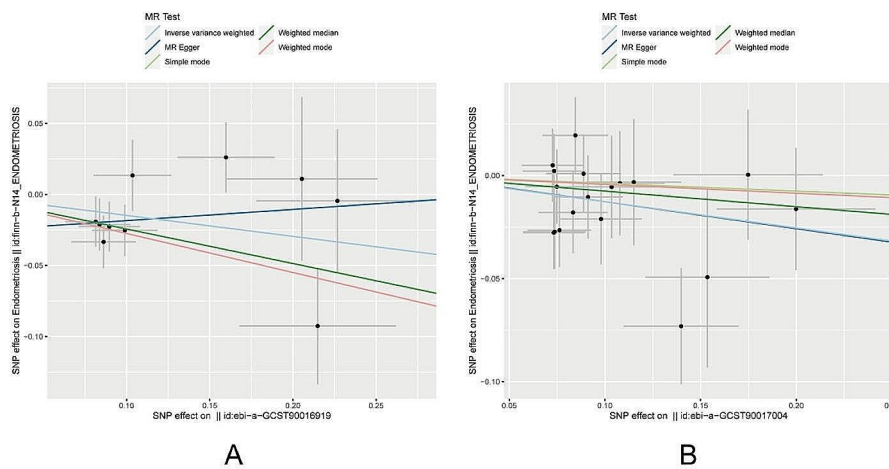 MR Test
Inverse variance weighted
Weighted median
MR Egger
Weighted mode
Simple mode
SNP effect on Endometriosis || id:finn-b-N14_ENDOMETRIOSIS
0.05
0.00
-0.05
-0.10
0.10
0.15
0.20
0.25
SNP effect on || id:ebi-a-GCST90016919
A
MR Test
Inverse variance weighted
Weighted median
MR Egger
Weighted mode
Simple mode
SNP effect on Endometriosis || id:finn-b-N14_ENDOMETRIOSIS
0.00
-0.05
-0.10
0.05
0.10
0.15
0.20
SNP effect on || id:ebi-a-GCST90017004
B